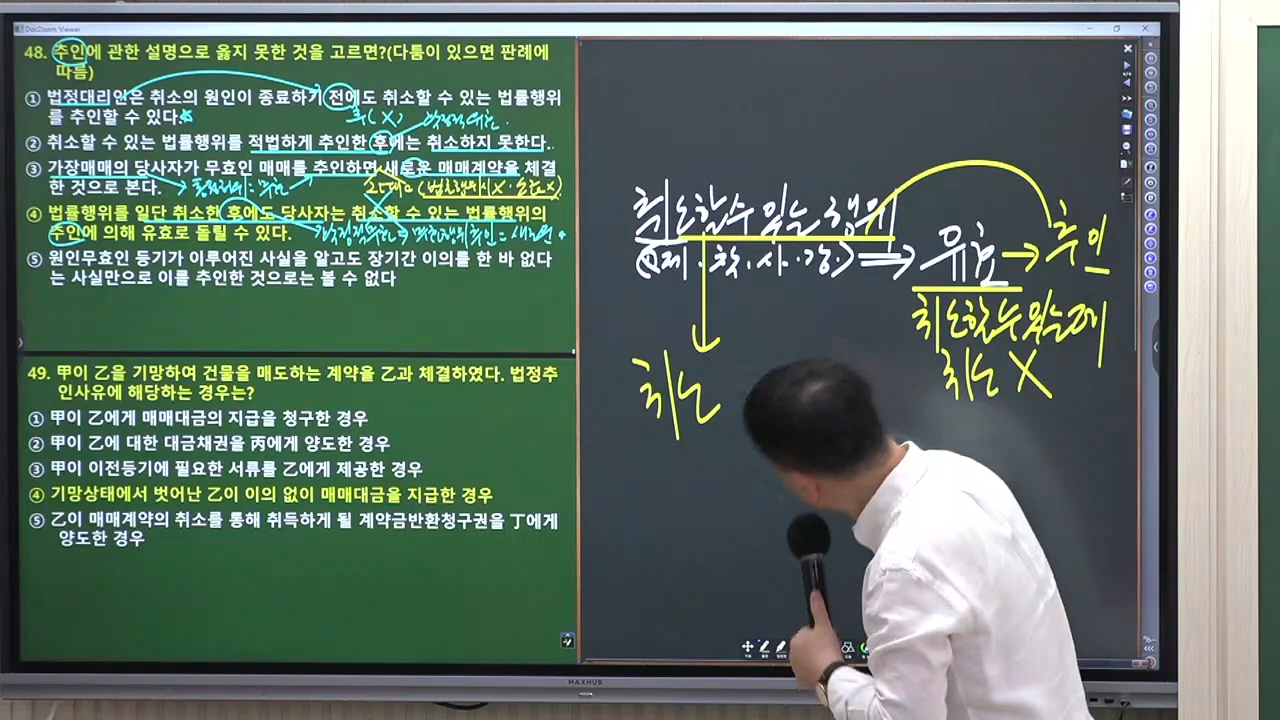 DocZoom Viewer
48. 추인에 관한 설명으로 옳지 못한 것을 고르면?(다툼이 있으면 판례에
따름)
① 법정대리인은 취소의 원인이 종료하기 전에도 취소할 수 있는 법률행위
를 추인할 수 있다.
② 취소할 수 있는 법률행위를 적법하게 추인한 후에는 취소하지 못한다.
③ 가장매매의 당사자가 무효인 매매를 추인하면 새로운 매매계약을 체결
한 것으로 본다.
④ 법률행위를 일단 취소한 후에도 당사자는 취소할 수 있는 법률행위의
추인에 의해 유효로 돌릴 수 있다.
⑤ 원인무효인 등기가 이루어진 사실을 알고도 장기간 이의를 한 바 없다
는 사실만으로 이를 추인한 것으로는 볼 수 없다
49. 甲이 乙을 기망하여 건물을 매도하는 계약을 乙과 체결하였다. 법정추
인사유에 해당하는 경우는?
① 甲이 乙에게 매매대금의 지급을 청구한 경우
② 甲이 乙에 대한 대금채권을 丙에게 양도한 경우
③ 甲이 이전등기에 필요한 서류를 乙에게 제공한 경우
④ 기망상태에서 벗어난 乙이 이의 없이 매매대금을 지급한 경우
⑤ 乙이 매매계약의 취소를 통해 취득하게 될 계약금반환청구권을 丁에게
양도한 경우
취소할 수 있는 행위
(제·착·사·강) ⇒ 유효 → 추인
취소할 수 있는데
취소 X
취소
MAXHUB